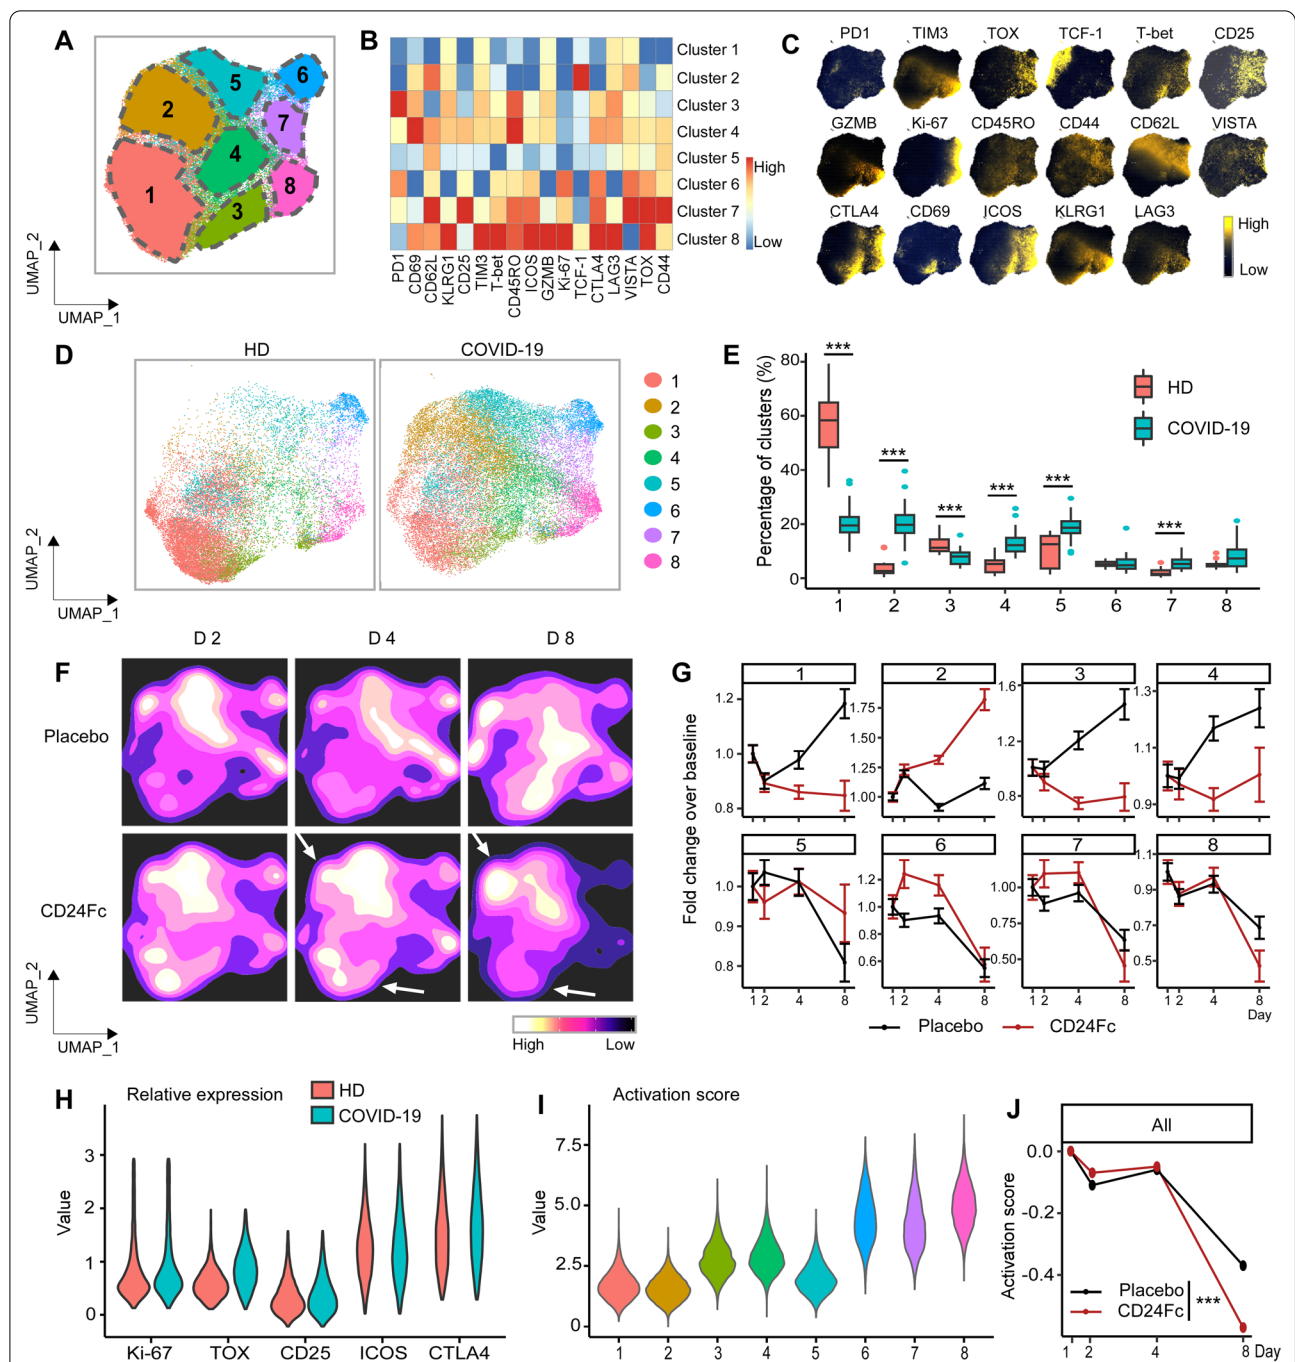 A
1
2
3
4
5
6
7
8
UMAP_2
UMAP_1
B
Cluster 1
Cluster 2
Cluster 3
Cluster 4
Cluster 5
Cluster 6
Cluster 7
Cluster 8
High
Low
PD1
CD69
CD62L
KLRG1
CD25
TIM3
T-bet
CD45RO
ICOS
GZMB
Ki-67
TCF-1
CTLA4
LAG3
VISTA
TOX
CD44
C
PD1 TIM3 TOX TCF-1 T-bet CD25
GZMB Ki-67 CD45RO CD44 CD62L VISTA
CTLA4 CD69 ICOS KLRG1 LAG3
High
Low
D
HD COVID-19
1
2
3
4
5
6
7
8
UMAP_2
UMAP_1
E
Percentage of clusters (%)
80
60
40
20
0
*** *** *** *** *** ***
HD
COVID-19
1 2 3 4 5 6 7 8
F
D 2 D 4 D 8
Placebo
CD24Fc
UMAP_2
UMAP_1
High Low
G
Fold change over baseline
1 2 3 4
1.2
1.0
0.8
1.75
1.50
1.25
1.00
1.6
1.2
0.8
1.3
1.1
0.9
5 6 7 8
1.0
0.9
0.8
1.2
1.0
0.8
0.6
1.00
0.75
0.50
1.1
0.9
0.7
0.5
1 2 4 8 1 2 4 8 1 2 4 8 1 2 4 8
Day
Placebo CD24Fc
H
Relative expression
HD
COVID-19
Value
3
2
1
0
Ki-67 TOX CD25 ICOS CTLA4
I
Activation score
Value
7.5
5.0
2.5
0
1 2 3 4 5 6 7 8
J
All
Activation score
0.0
-0.2
-0.4
Placebo
CD24Fc
***
1 2 4 8 Day